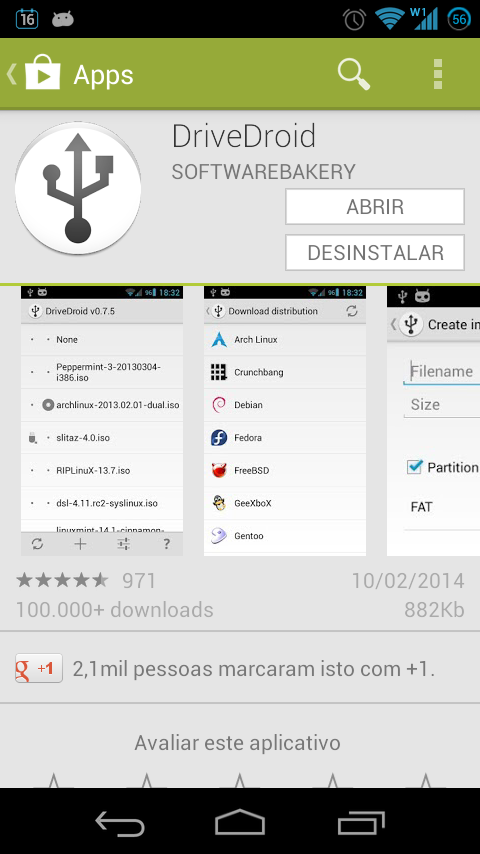 16
W1
56
Apps
DriveDroid
SOFTWAREBAKERY
ABRIR
DESINSTALAR
96 18:32
DriveDroid v0.7.5
None
Peppermint-3-20130304-
i386.iso
archlinux-2013.02.01-dual.iso
slitaz-4.0.iso
RIPLinuX-13.7.iso
dsl-4.11.rc2-syslinux.iso
linuxmint-14.1-cinnamon-
?
96 18:32
Download distribution
Arch Linux
Crunchbang
Debian
Fedora
FreeBSD
GeeXboX
Gentoo
Create in
Filename
Size
Partition
FAT
971
10/02/2014
100.000+ downloads
882Kb
g +1
2,1mil pessoas marcaram isto com +1.
Avaliar este aplicativo